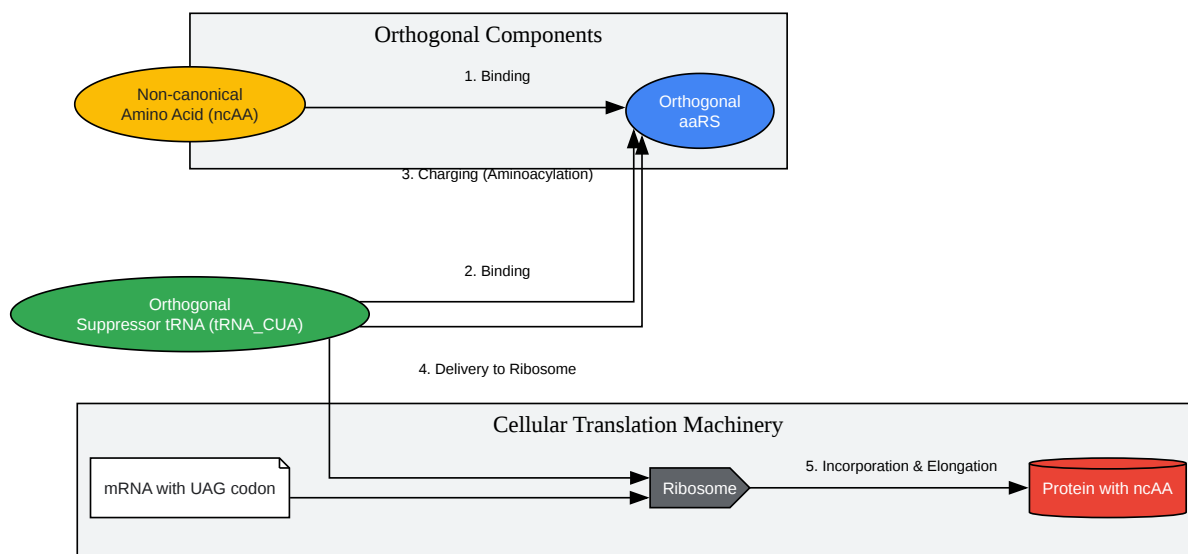 Orthogonal Components
1. Binding
Non-canonical
Amino Acid (ncAA)
Orthogonal
aaRS
3. Charging (Aminoacylation)
2. Binding
Orthogonal
Suppressor tRNA (tRNA_CUA)
4. Delivery to Ribosome
Cellular Translation Machinery
5. Incorporation & Elongation
mRNA with UAG codon
Ribosome
Protein with ncAA